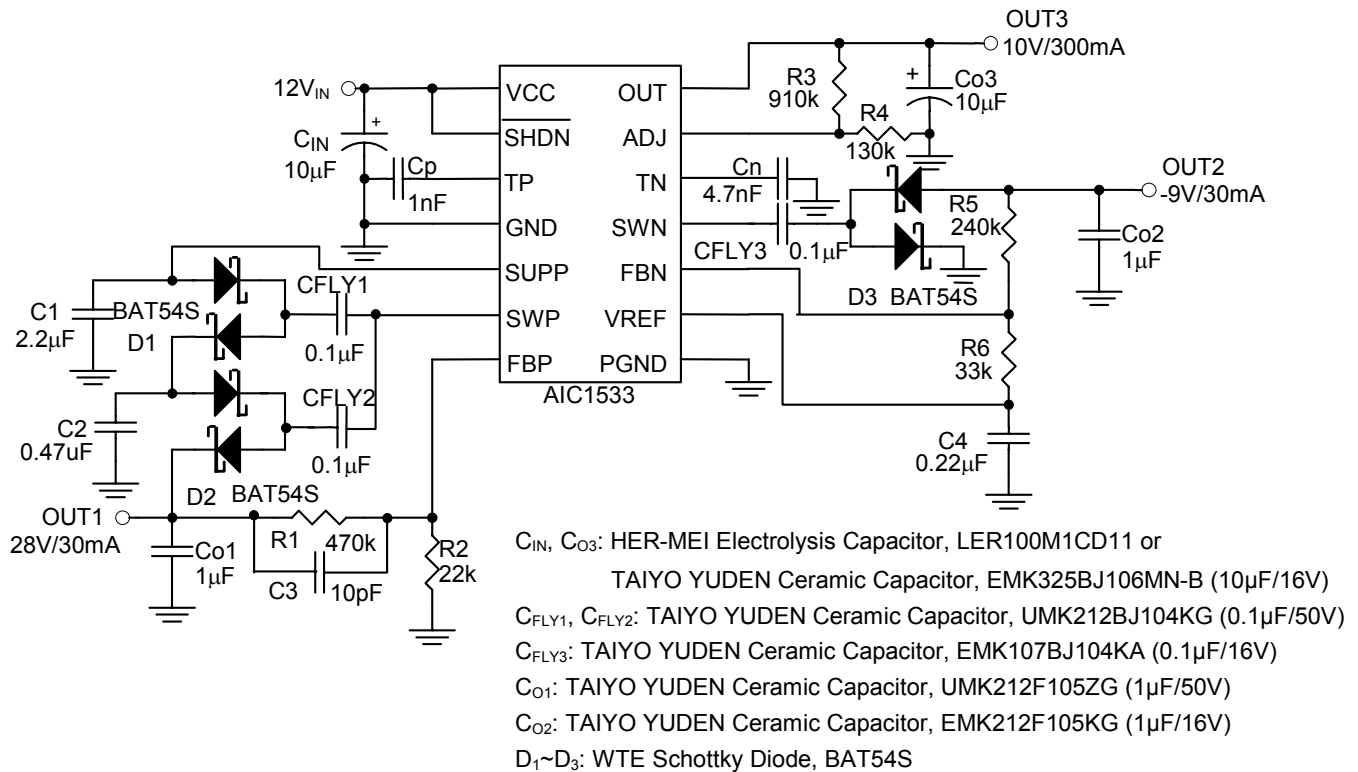 OUT3
10V/300mA
12VIN
VCC
OUT
R3
910k
+
Co3
10µF
SHDN
ADJ
R4
130k
CIN
+
10µF
Cp
1nF
TP
TN
Cn
4.7nF
OUT2
-9V/30mA
GND
SWN
CFLY3
0.1µF
R5
240k
Co2
1µF
SUPP
FBN
D3
BAT54S
C1
2.2µF
BAT54S
D1
CFLY1
0.1µF
SWP
VREF
FBP
PGND
R6
33k
AIC1533
C2
0.47uF
CFLY2
0.1µF
C4
0.22µF
D2
BAT54S
OUT1
28V/30mA
Co1
1µF
R1
470k
C3
10pF
R2
22k
CIN, CO3: HER-MEI Electrolysis Capacitor, LER100M1CD11 or
TAIYO YUDEN Ceramic Capacitor, EMK325BJ106MN-B (10µF/16V)
CFLY1, CFLY2: TAIYO YUDEN Ceramic Capacitor, UMK212BJ104KG (0.1µF/50V)
CFLY3: TAIYO YUDEN Ceramic Capacitor, EMK107BJ104KA (0.1µF/16V)
CO1: TAIYO YUDEN Ceramic Capacitor, UMK212F105ZG (1µF/50V)
CO2: TAIYO YUDEN Ceramic Capacitor, EMK212F105KG (1µF/16V)
D1~D3: WTE Schottky Diode, BAT54S